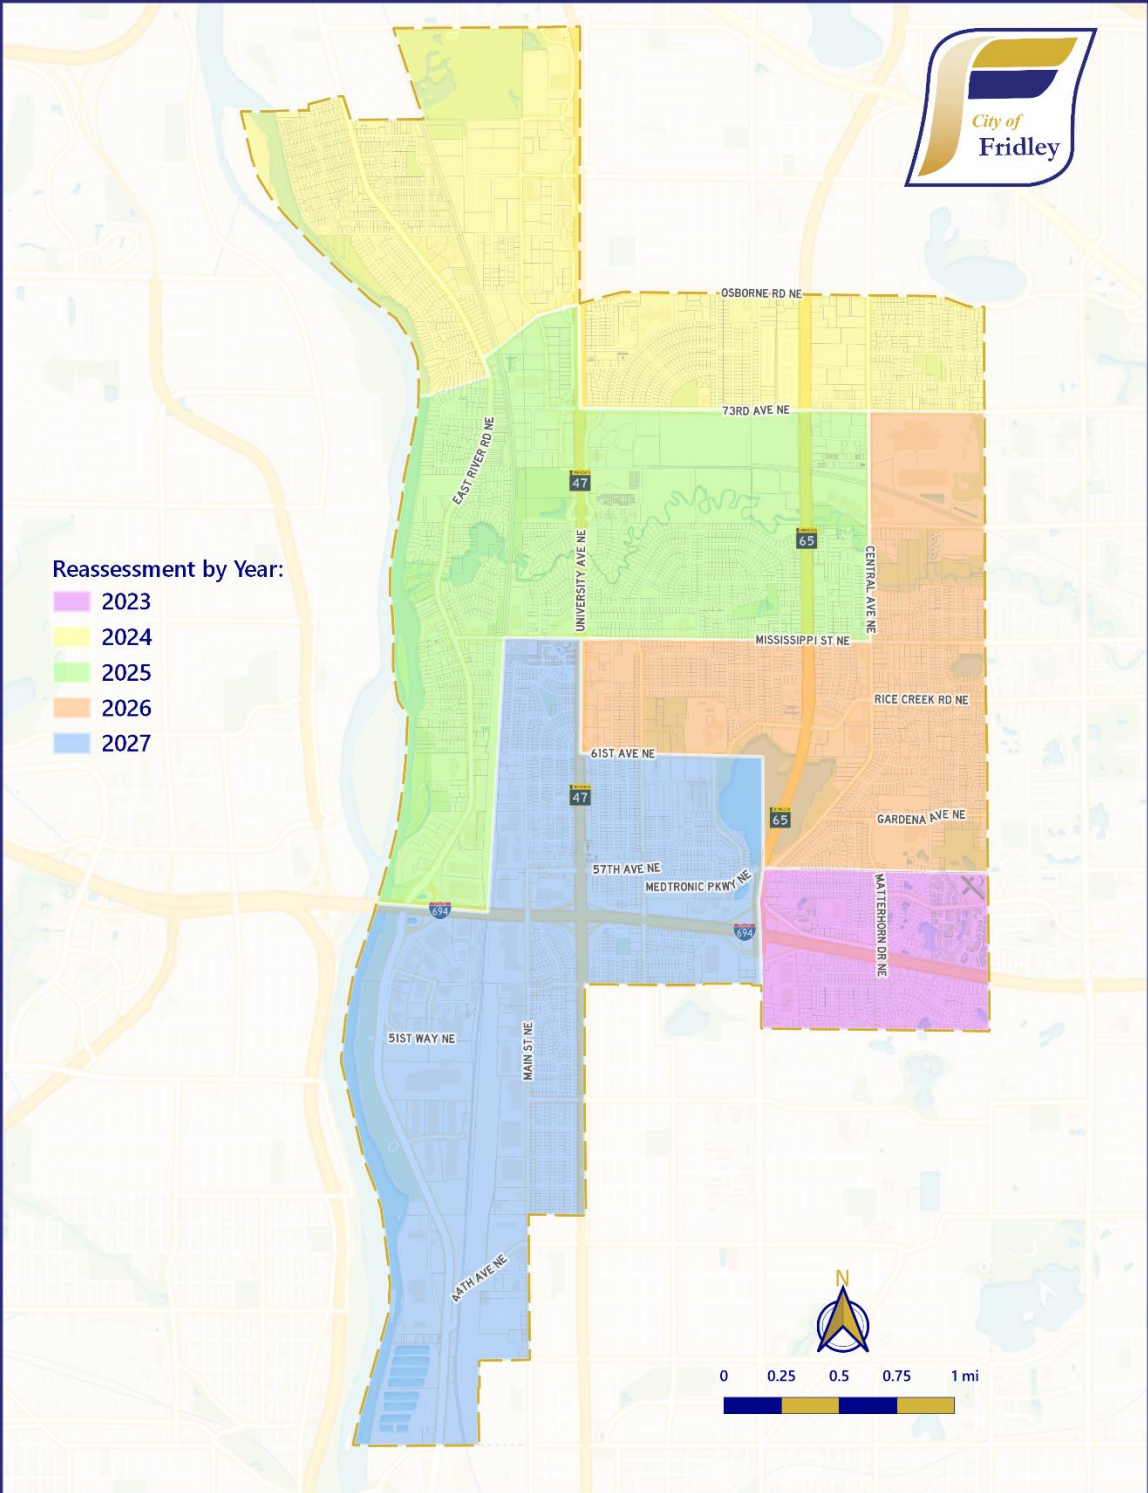 City of
Fridley
OSBORNE RD NE
73RD AVE NE
EAST RIVER RD NE
47
65
UNIVERSITY AVE NE
CENTRAL AVE NE
MISSISSIPPI ST NE
Reassessment by Year:
2023
2024
2025
2026
2027
RICE CREEK RD NE
61ST AVE NE
47
65
GARDENA AVE NE
57TH AVE NE
MEDTRONIC PKWY NE
MATTERHORN DR NE
694
694
51ST WAY NE
MAIN ST NE
44TH AVE NE
N
0 0.25 0.5 0.75 1 mi